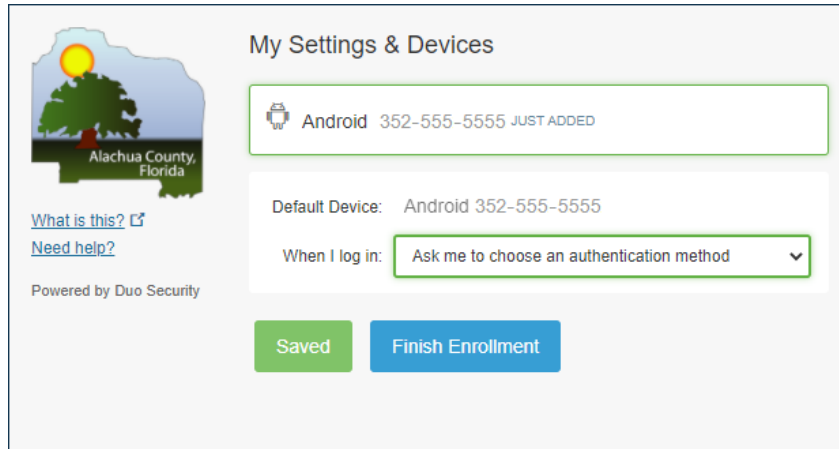 Alachua County,
Florida
What is this?
Need help?
Powered by Duo Security
My Settings & Devices
Android 352-555-5555 JUST ADDED
Default Device: Android 352-555-5555
When I log in: Ask me to choose an authentication method
Saved Finish Enrollment